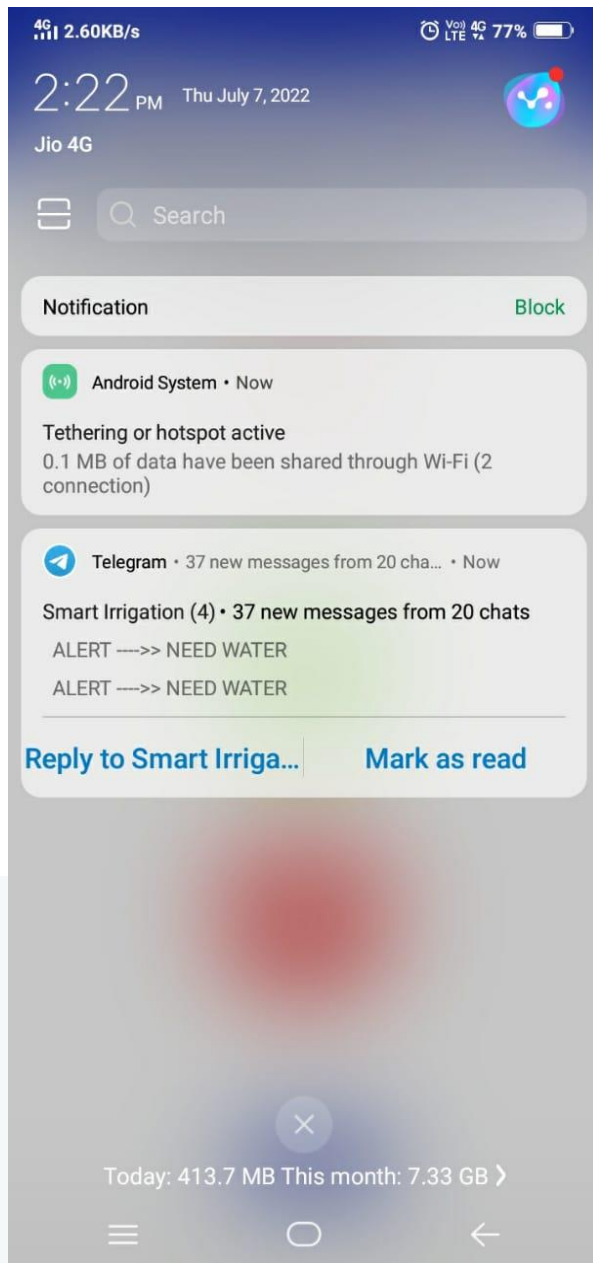 4G 2.60KB/s VoD LTE 4G 77%
2:22 PM Thu July 7, 2022
Jio 4G
Search
Notification Block
Android System • Now
Tethering or hotspot active
0.1 MB of data have been shared through Wi-Fi (2
connection)
Telegram • 37 new messages from 20 cha... • Now
Smart Irrigation (4) • 37 new messages from 20 chats
ALERT ---->> NEED WATER
ALERT ---->> NEED WATER
Reply to Smart Irriga... Mark as read
Today: 413.7 MB This month: 7.33 GB ❯